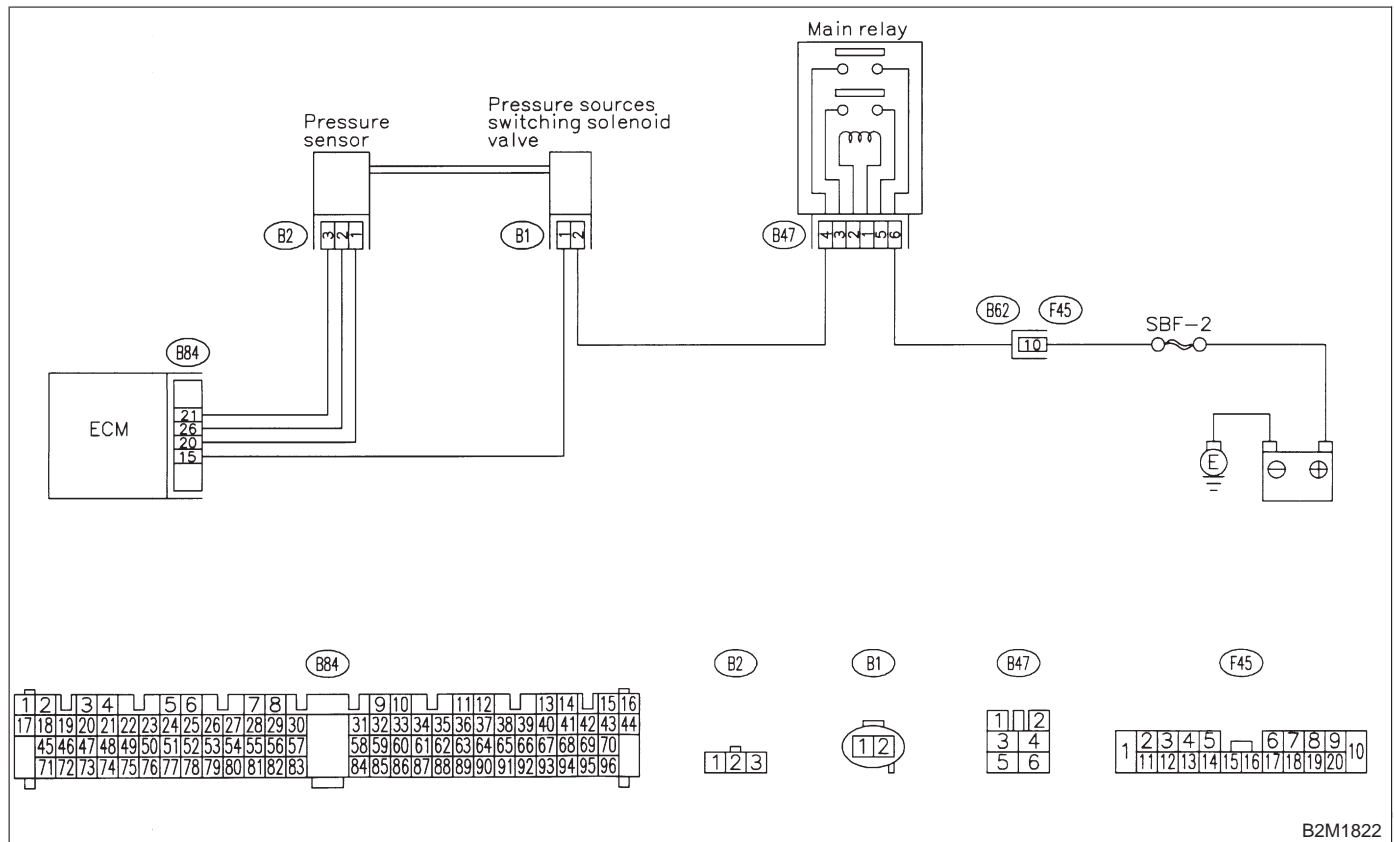 Main relay
Pressure sources
switching solenoid
valve
Pressure
sensor
B2
3 2 1
B1
1 2
B47
4 3 2 1 5 6
B62
F45
10
SBF-2
B84
ECM
21
26
20
15
E
⊖ ⊕
B84
B2
B1
B47
F45
1 2 3 4 5 6 7 8 9 10 11 12 13 14 15 16
17 18 19 20 21 22 23 24 25 26 27 28 29 30 31 32 33 34 35 36 37 38 39 40 41 42 43 44
45 46 47 48 49 50 51 52 53 54 55 56 57 58 59 60 61 62 63 64 65 66 67 68 69 70
71 72 73 74 75 76 77 78 79 80 81 82 83 84 85 86 87 88 89 90 91 92 93 94 95 96
1 2 3
1 2
1 2
3 4
5 6
1 2 3 4 5 6 7 8 9 10
11 12 13 14 15 16 17 18 19 20
B2M1822